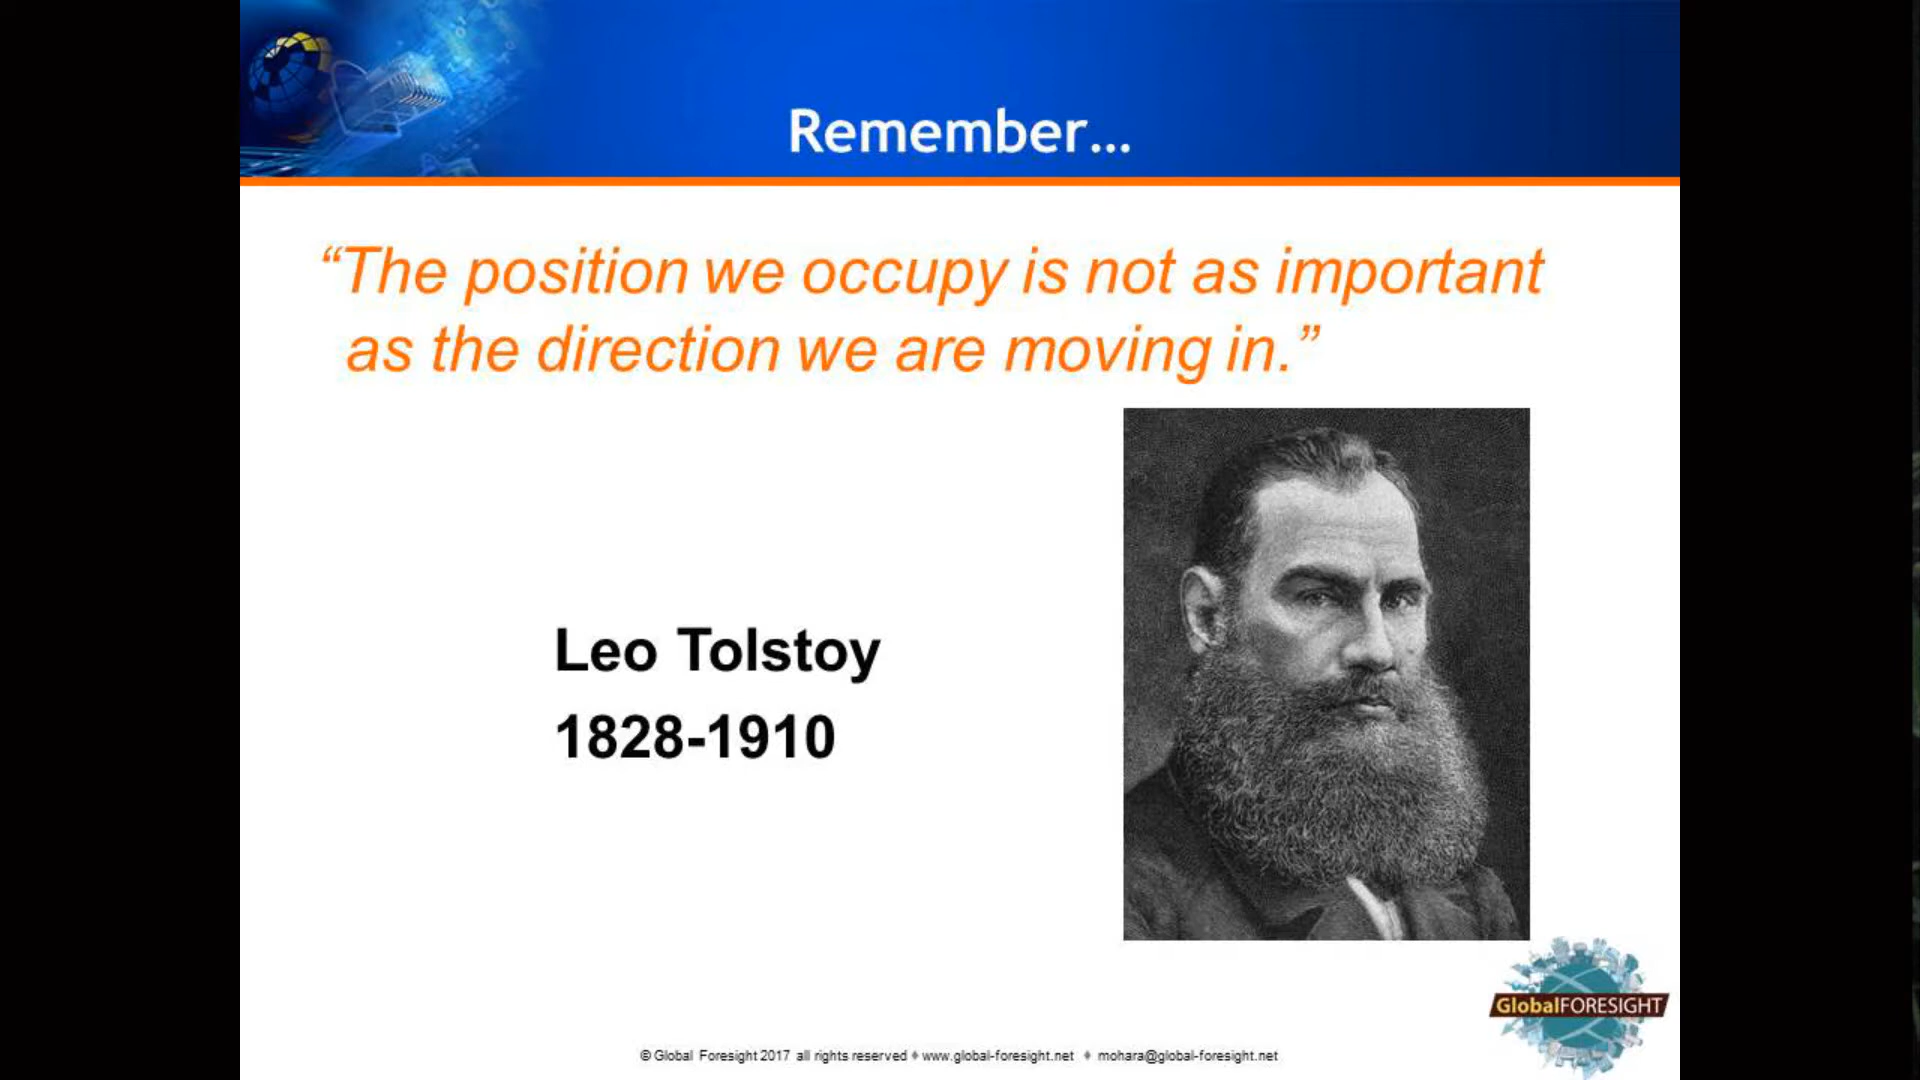 Remember...
“The position we occupy is not as important
as the direction we are moving in.”
Leo Tolstoy
1828-1910
GlobalFORESIGHT
© Global Foresight 2017 all rights reserved ♦ www.global-foresight.net ♦ mohara@global-foresight.net